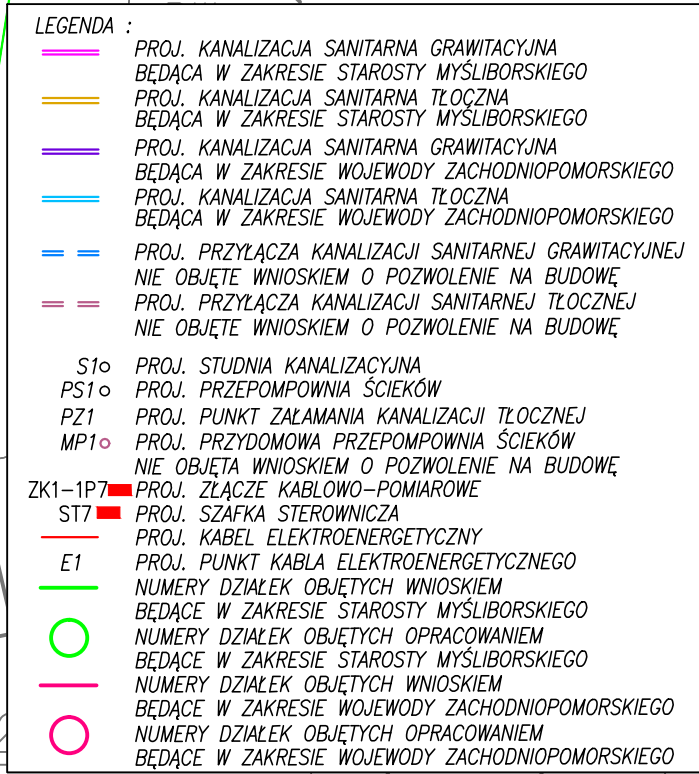 LEGENDA :
PROJ. KANALIZACJA SANITARNA GRAWITACYJNA
BĘDĄCA W ZAKRESIE STAROSTY MYŚLIBORSKIEGO
PROJ. KANALIZACJA SANITARNA TŁOCZNA
BĘDĄCA W ZAKRESIE STAROSTY MYŚLIBORSKIEGO
PROJ. KANALIZACJA SANITARNA GRAWITACYJNA
BĘDĄCA W ZAKRESIE WOJEWODY ZACHODNIOPOMORSKIEGO
PROJ. KANALIZACJA SANITARNA TŁOCZNA
BĘDĄCA W ZAKRESIE WOJEWODY ZACHODNIOPOMORSKIEGO
PROJ. PRZYŁĄCZA KANALIZACJI SANITARNEJ GRAWITACYJNEJ
NIE OBJĘTE WNIOSKIEM O POZWOLENIE NA BUDOWĘ
PROJ. PRZYŁĄCZA KANALIZACJI SANITARNEJ TŁOCZNEJ
NIE OBJĘTE WNIOSKIEM O POZWOLENIE NA BUDOWĘ
S1 PROJ. STUDNIA KANALIZACYJNA
PS1 PROJ. PRZEPOMPOWNIA ŚCIEKÓW
PZ1 PROJ. PUNKT ZAŁAMANIA KANALIZACJI TŁOCZNEJ
MP1 PROJ. PRZYDOMOWA PRZEPOMPOWNIA ŚCIEKÓW
NIE OBJĘTA WNIOSKIEM O POZWOLENIE NA BUDOWĘ
ZK1-1P7 PROJ. ZŁĄCZE KABLOWO-POMIAROWE
ST7 PROJ. SZAFKA STEROWNICZA
PROJ. KABEL ELEKTROENERGETYCZNY
E1 PROJ. PUNKT KABLA ELEKTROENERGETYCZNEGO
NUMERY DZIAŁEK OBJĘTYCH WNIOSKIEM
BĘDĄCE W ZAKRESIE STAROSTY MYŚLIBORSKIEGO
NUMERY DZIAŁEK OBJĘTYCH OPRACOWANIEM
BĘDĄCE W ZAKRESIE STAROSTY MYŚLIBORSKIEGO
NUMERY DZIAŁEK OBJĘTYCH WNIOSKIEM
BĘDĄCE W ZAKRESIE WOJEWODY ZACHODNIOPOMORSKIEGO
NUMERY DZIAŁEK OBJĘTYCH OPRACOWANIEM
BĘDĄCE W ZAKRESIE WOJEWODY ZACHODNIOPOMORSKIEGO